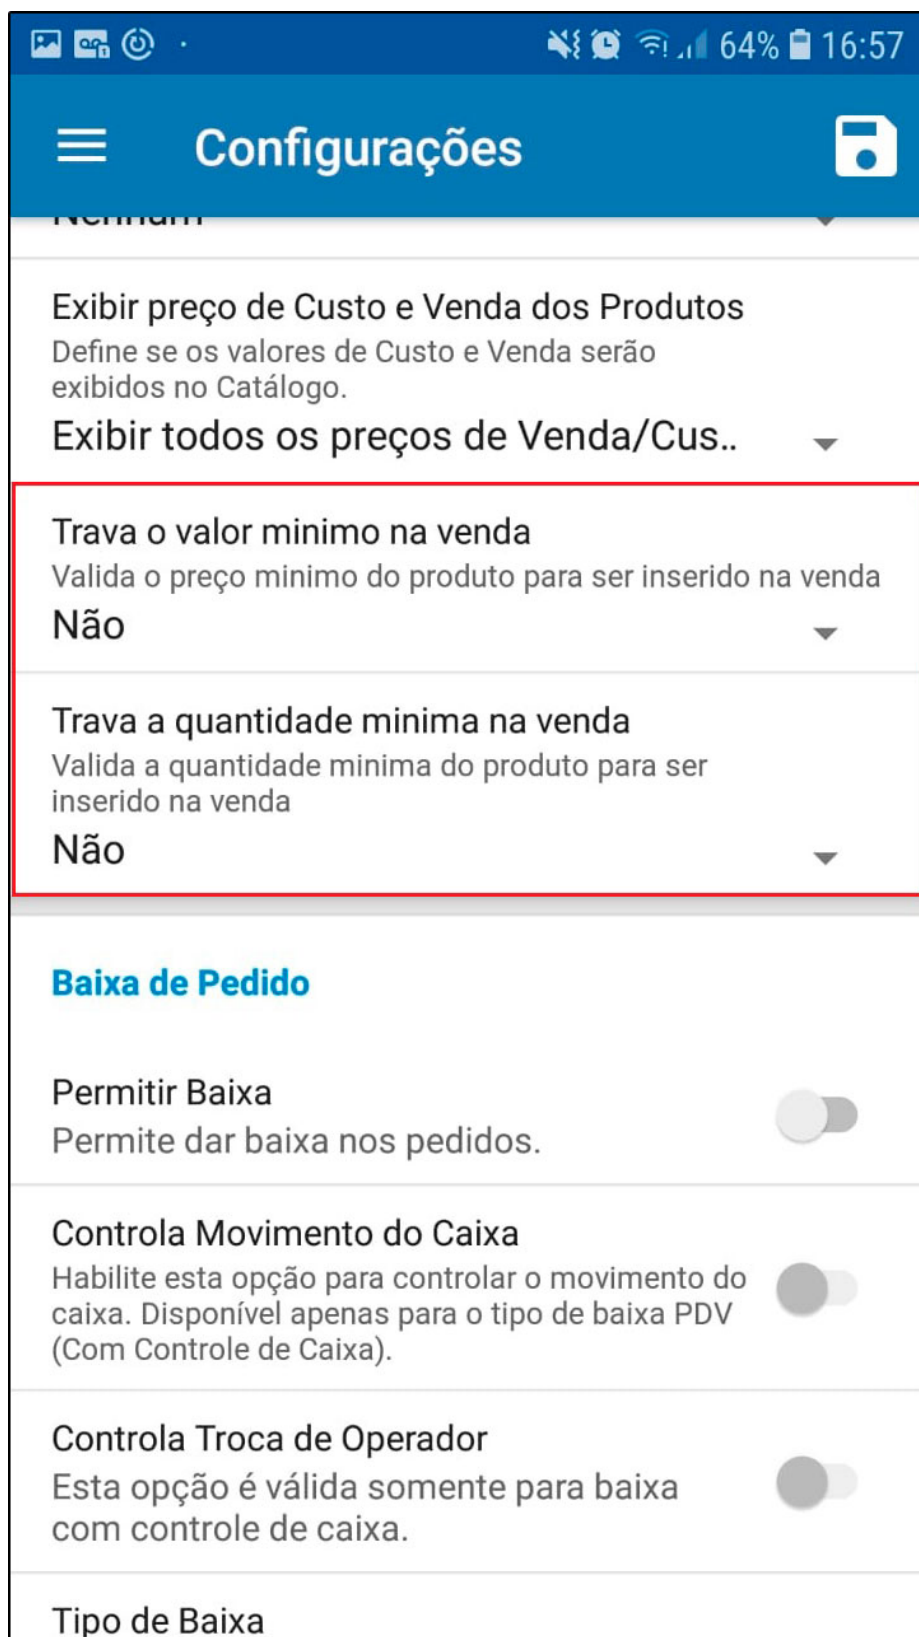 64% 16:57
Configurações
Nenhum
Exibir preço de Custo e Venda dos Produtos
Define se os valores de Custo e Venda serão
exibidos no Catálogo.
Exibir todos os preços de Venda/Cus..
Trava o valor minimo na venda
Valida o preço minimo do produto para ser inserido na venda
Não
Trava a quantidade minima na venda
Valida a quantidade minima do produto para ser
inserido na venda
Não
Baixa de Pedido
Permitir Baixa
Permite dar baixa nos pedidos.
Controla Movimento do Caixa
Habilite esta opção para controlar o movimento do
caixa. Disponível apenas para o tipo de baixa PDV
(Com Controle de Caixa).
Controla Troca de Operador
Esta opção é válida somente para baixa
com controle de caixa.
Tipo de Baixa